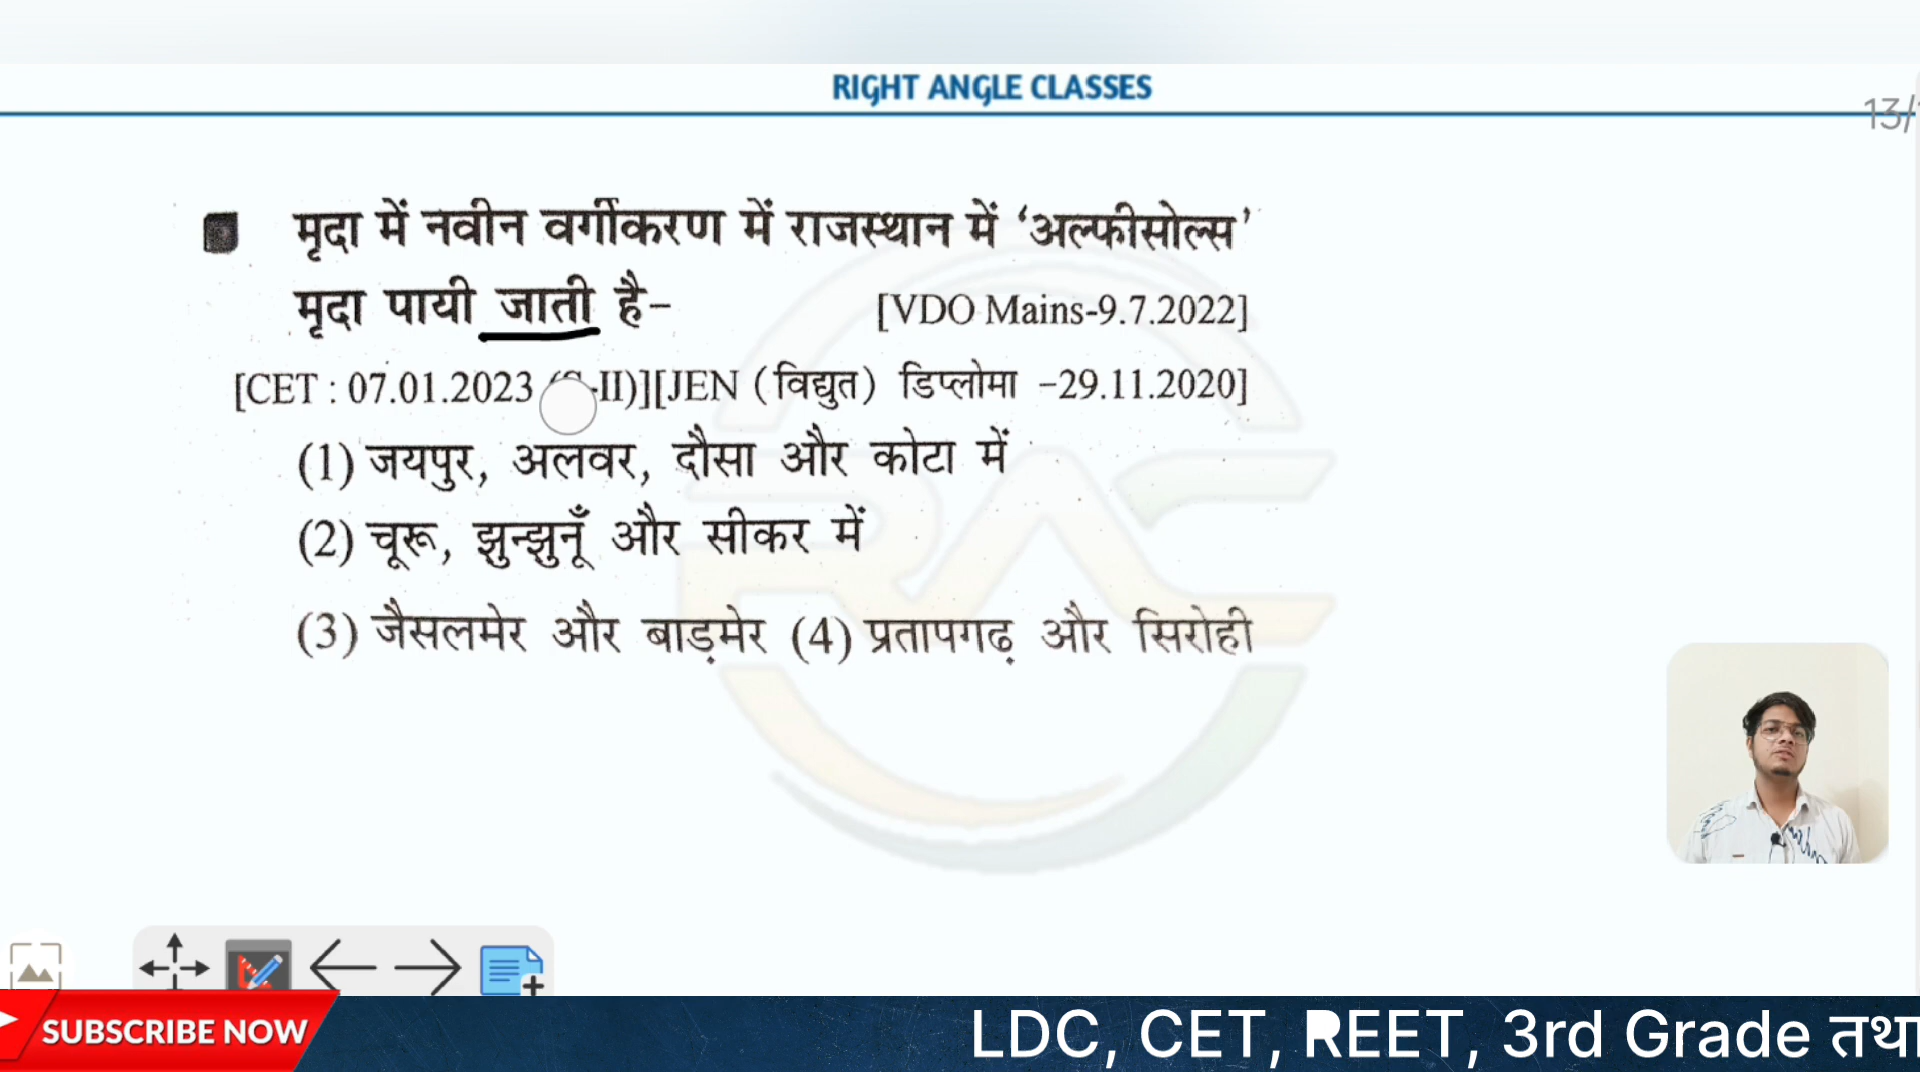 RIGHT ANGLE CLASSES
13/
मृदा में नवीन वर्गीकरण में राजस्थान में ‘अल्फीसोल्स’
मृदा पायी जाती है-
[VDO Mains-9.7.2022]
[CET : 07.01.2023 -II)][JEN (विद्युत) डिप्लोमा -29.11.2020]
(1) जयपुर, अलवर, दौसा और कोटा में
(2) चूरू, झुन्झुनूँ और सीकर में
(3) जैसलमेर और बाड़मेर (4) प्रतापगढ़ और सिरोही
SUBSCRIBE NOW
LDC, CET, REET, 3rd Grade तथा